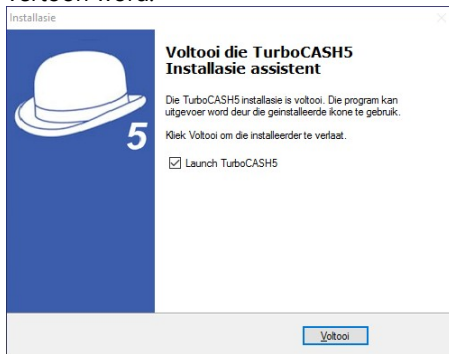 vertoon word.
Installasie
Voltooi die TurboCASH5
Installasie assistent
Die TurboCASH5 installasie is voltooi. Die program kan
uitgevoer word deur die geinstalleerde ikone te gebruik.
Kliek Voltooi om die installeerder te verlaat.
5
Launch TurboCASH5
Voltooi